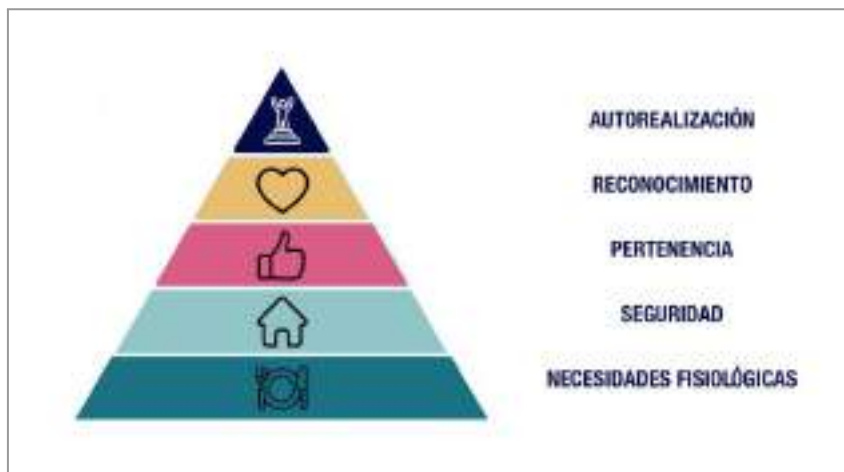 AUTOREALIZACIÓN
RECONOCIMIENTO
PERTENENCIA
SEGURIDAD
NECESIDADES FISIOLÓGICAS